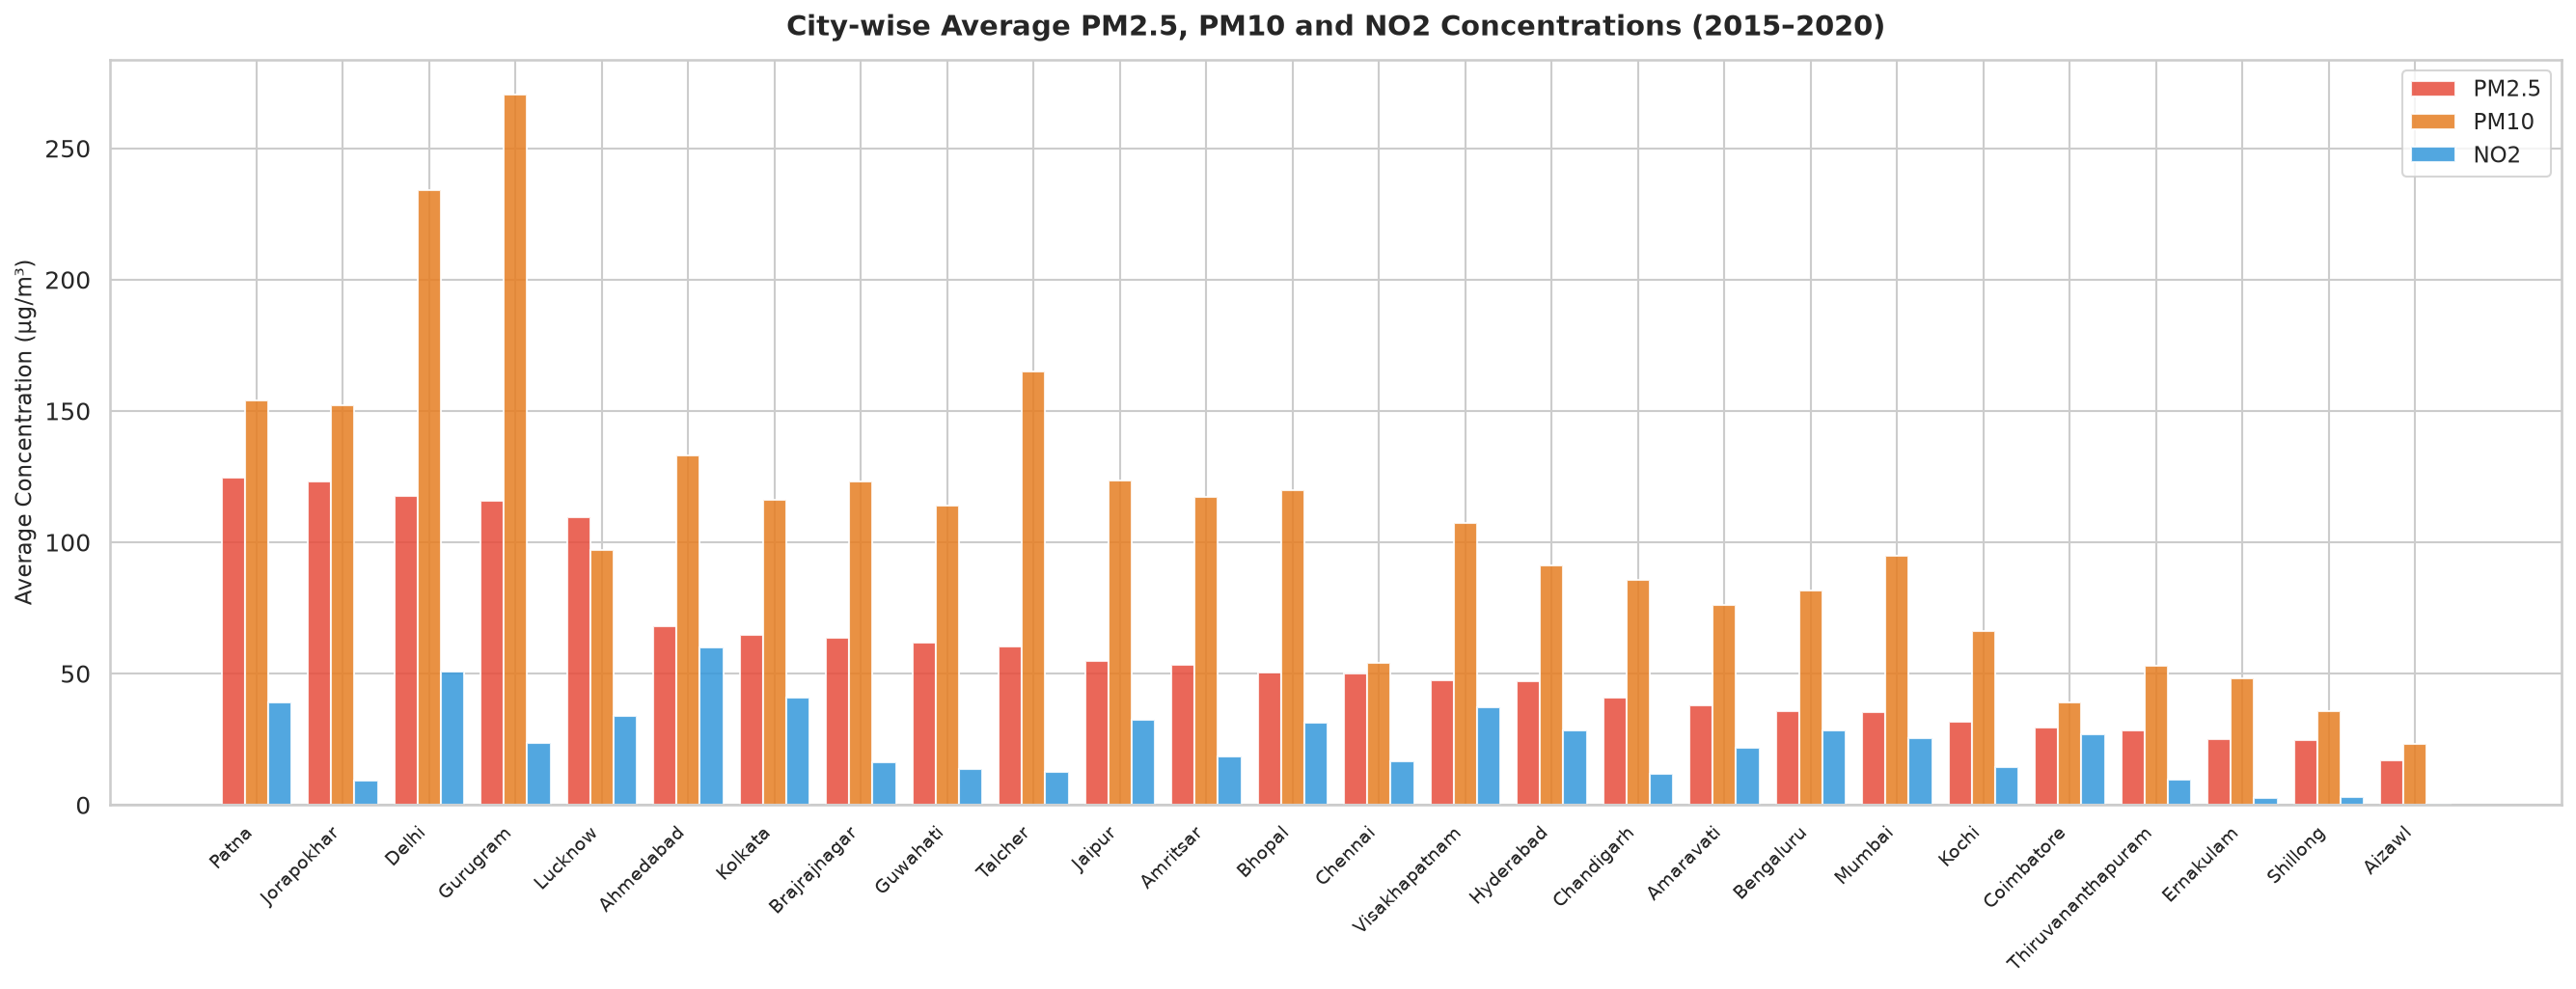 City-wise Average PM2.5, PM10 and NO2 Concentrations (2015–2020)
PM2.5
PM10
NO2
Average Concentration (µg/m³)
250
200
150
100
50
0
Patna
Jorapokhar
Delhi
Gurugram
Lucknow
Ahmedabad
Kolkata
Brajrajnagar
Guwahati
Talcher
Jaipur
Amritsar
Bhopal
Chennai
Visakhapatnam
Hyderabad
Chandigarh
Amaravati
Bengaluru
Mumbai
Kochi
Coimbatore
Thiruvananthapuram
Ernakulam
Shillong
Aizawl